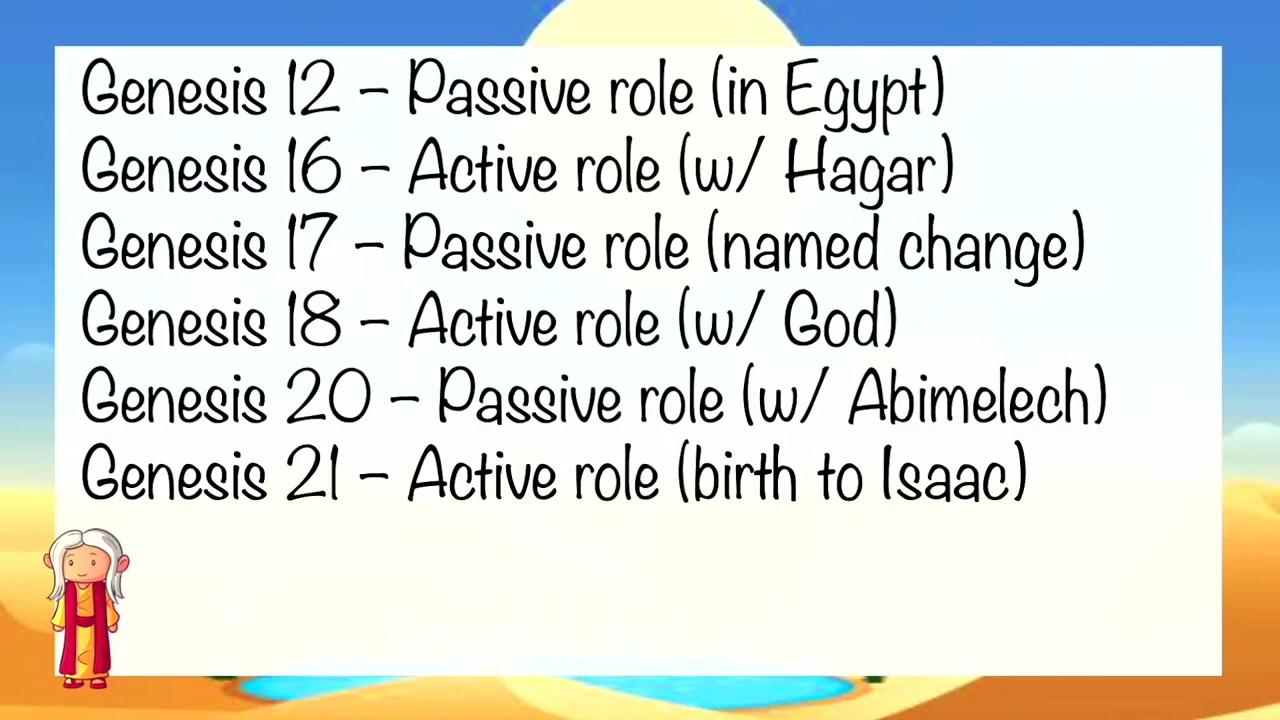 Genesis 12 – Passive role (in Egypt)
Genesis 16 – Active role (w/ Hagar)
Genesis 17 – Passive role (named change)
Genesis 18 – Active role (w/ God)
Genesis 20 – Passive role (w/ Abimelech)
Genesis 21 – Active role (birth to Isaac)